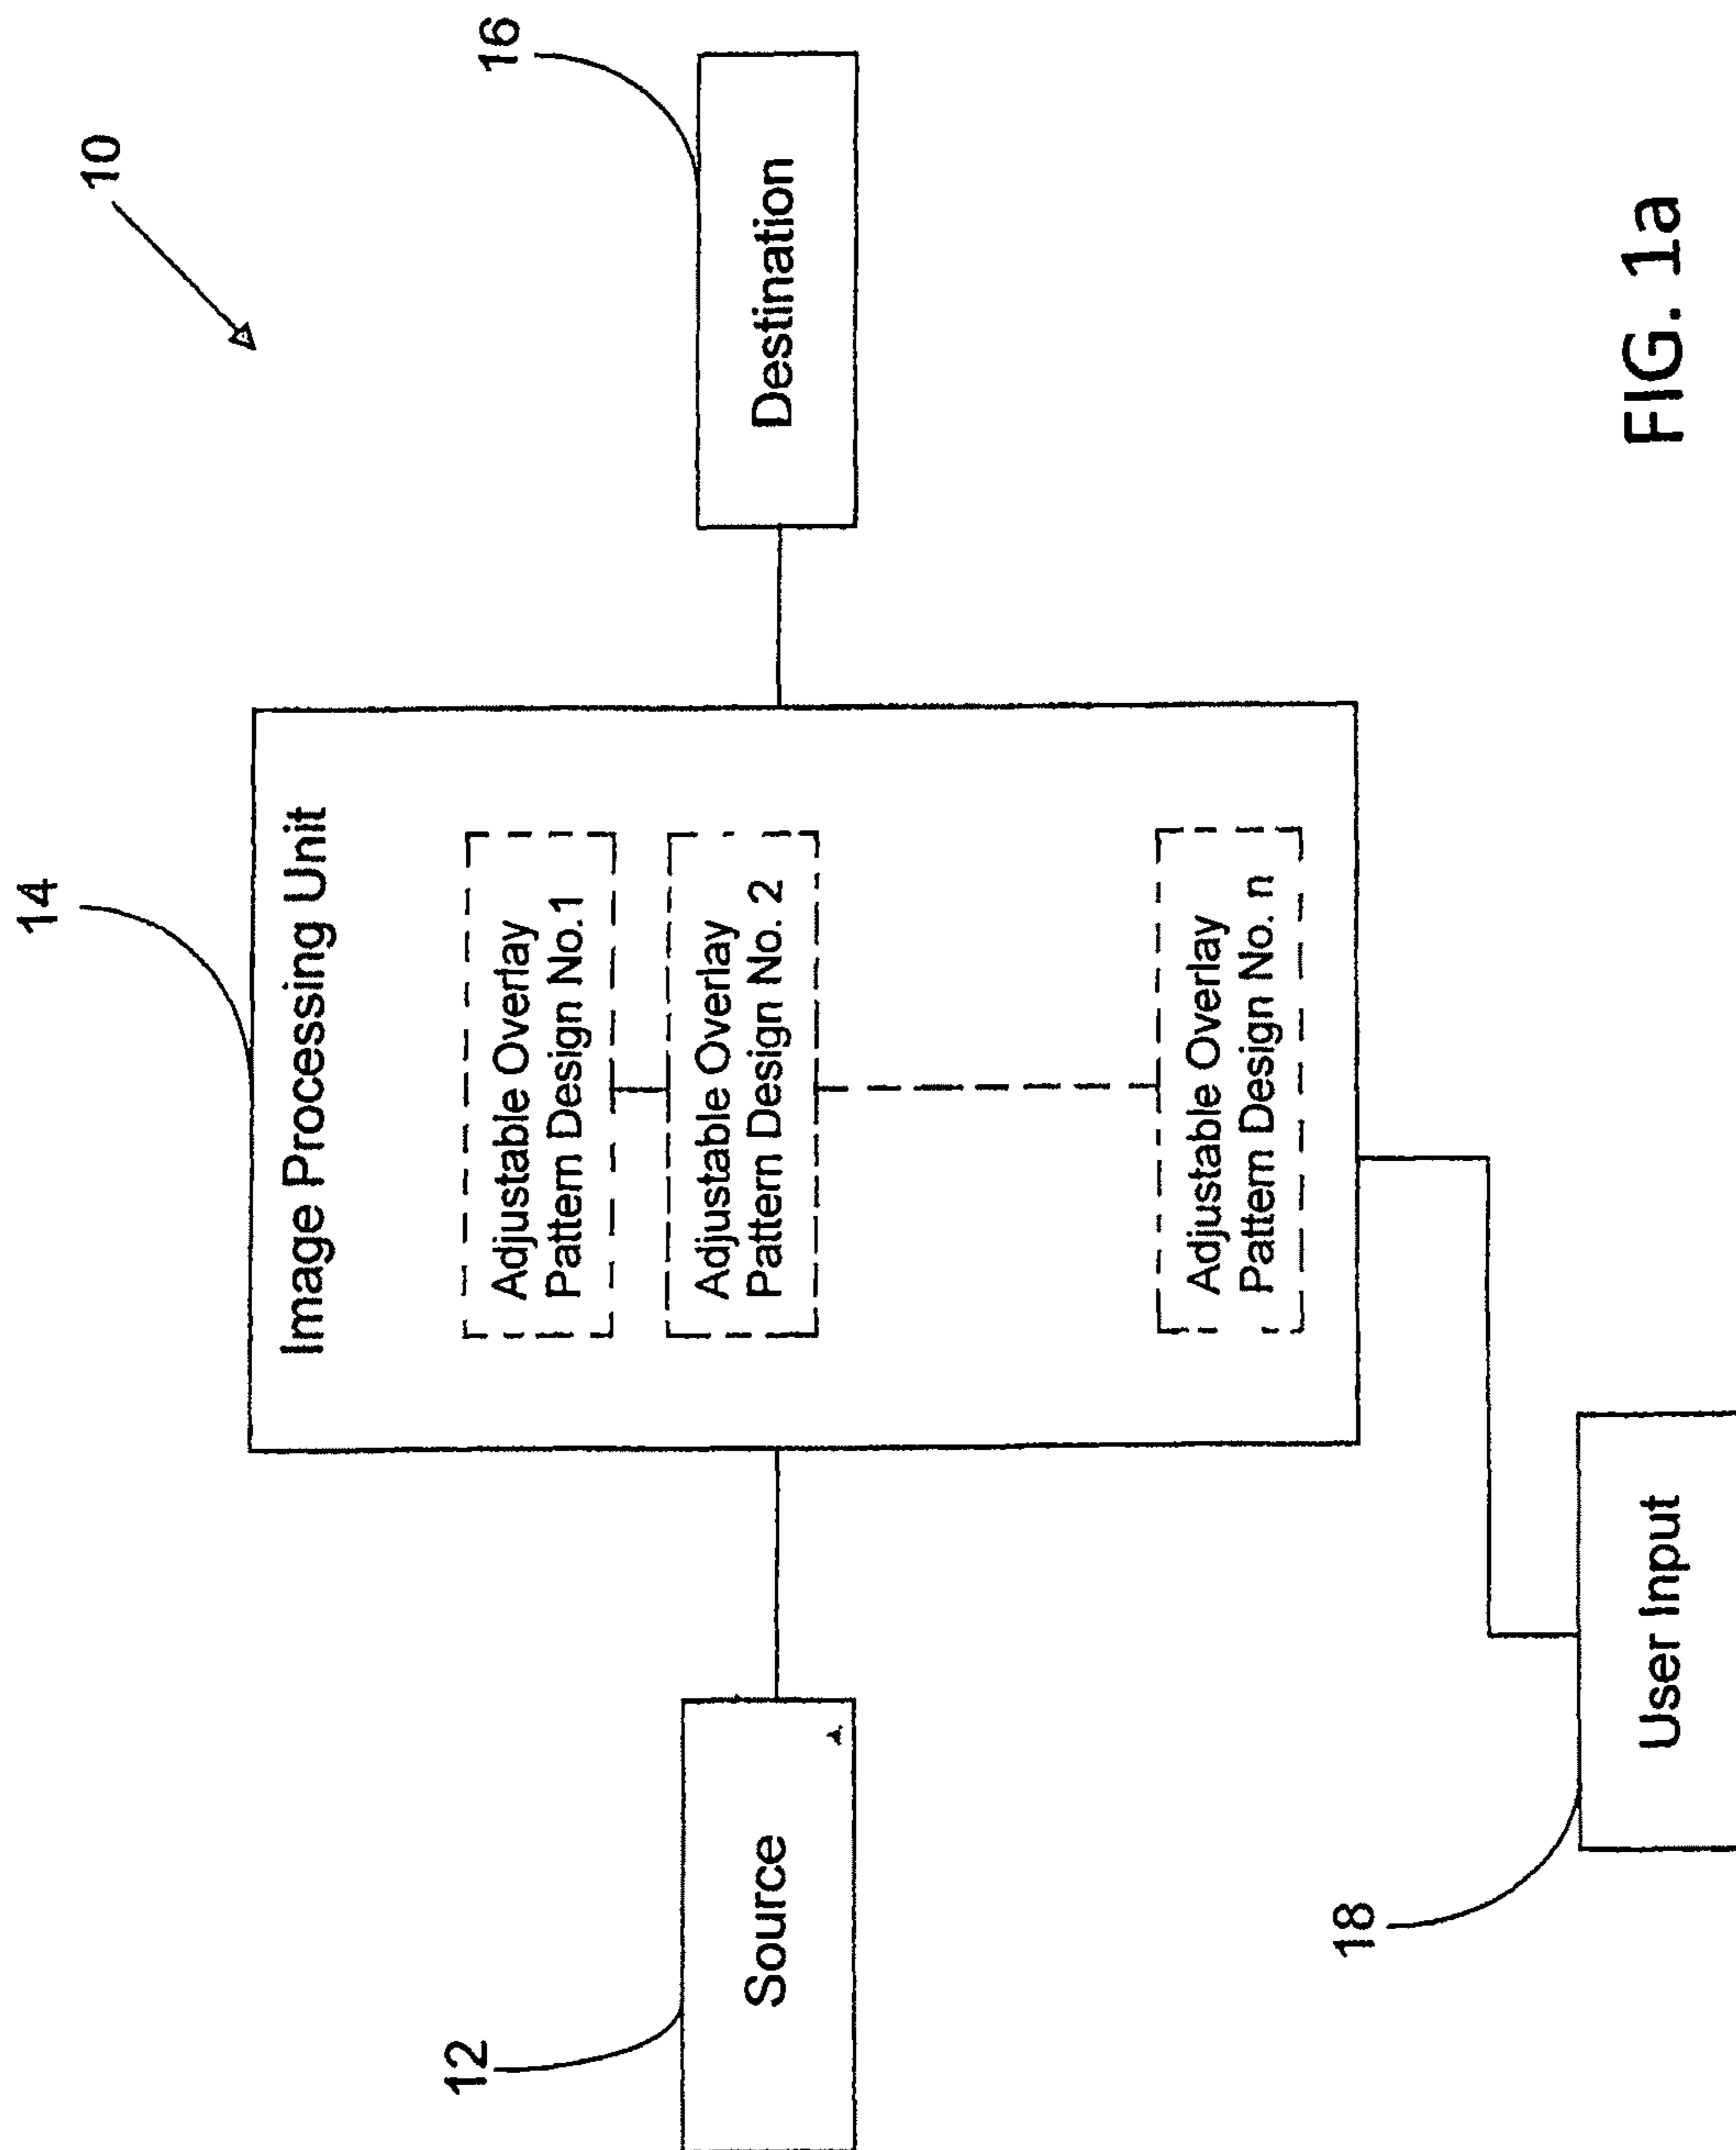 10
14
16
12
Image Processing Unit
Adjustable Overlay
Pattern Design No.1
Adjustable Overlay
Pattern Design No. 2
Adjustable Overlay
Pattern Design No. n
Source
Destination
18
User Input
FIG. 1a